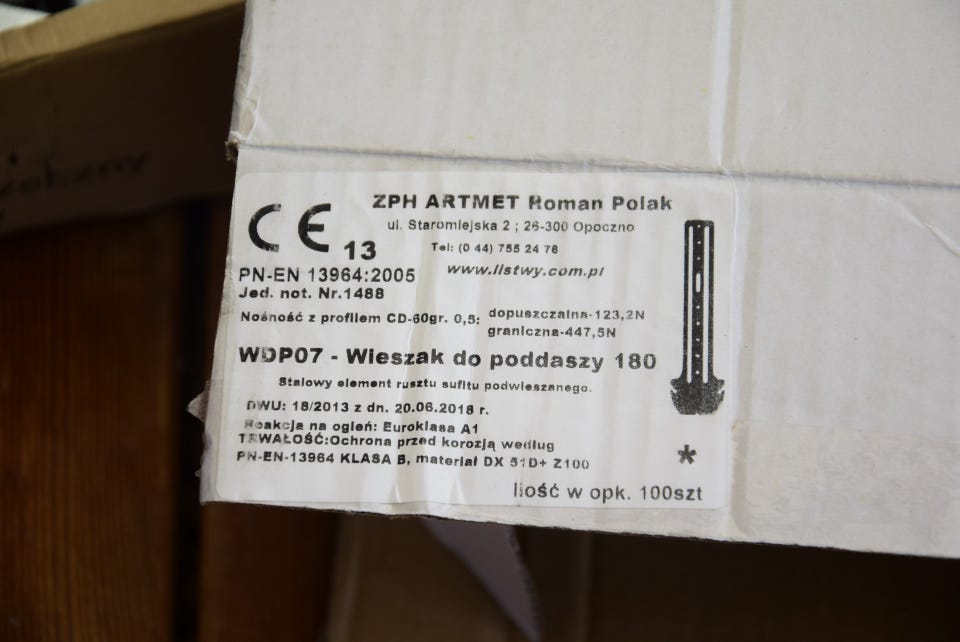 CE 13
ZPH ARTMET Roman Polak
ul. Staromiejska 2 ; 26-300 Opoczno
Tel: (0 44) 755 24 76
www.listwy.com.pl
PN-EN 13964:2005
Jed. not. Nr.1488
Nośność z profilem CD-60gr. 0,5: dopuszczalna-123,2N
graniczna-447,5N
WDP07 - Wieszak do poddaszy 180
Stalowy element rusztu sufitu podwieszanego.
DWU: 18/2013 z dn. 20.06.2018 r.
Reakcja na ogień: Euroklasa A1
TRWAŁOŚĆ:Ochrona przed korozją według
PN-EN-13964 KLASA B, materiał DX 51D+ Z100
*
Ilość w opk. 100szt